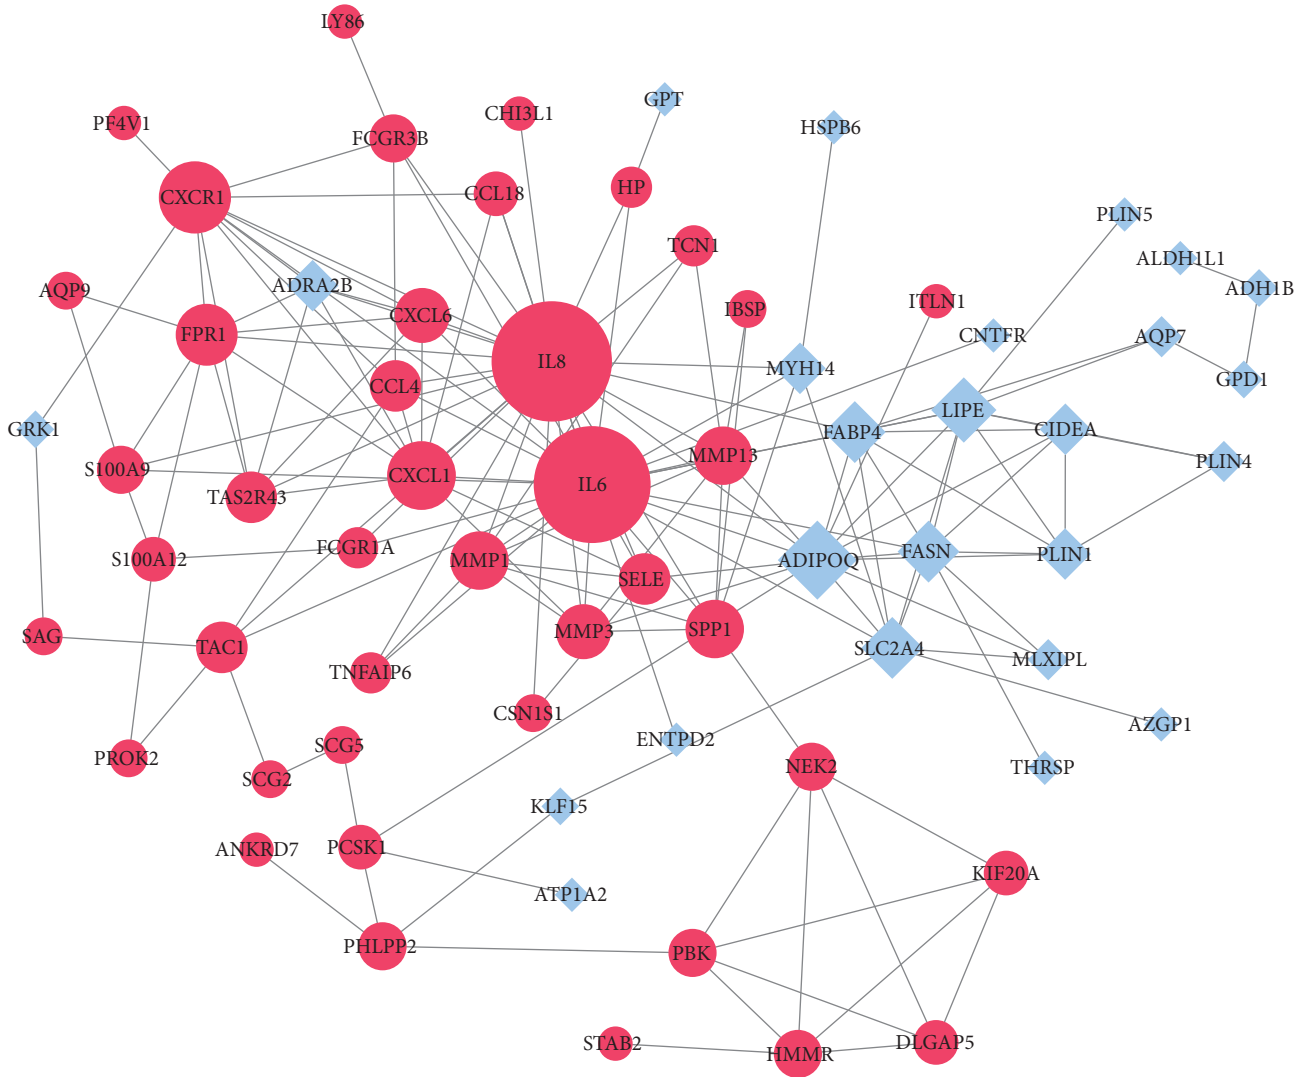 LY86
GPT
CHI3L1
PF4V1
HSPB6
FCGR3B
HP
CCL18
CXCR1
PLIN5
TCN1
ALDH1L1
ADRA2B
ADH1B
AQP9
ITLN1
IBSP
CXCL6
FPR1
CNTFR
AQP7
IL8
MYH14
GPD1
CCL4
LIPE
GRK1
FABP4
CIDEA
MMP13
PLIN4
S100A9
CXCL1
IL6
TAS2R43
FCGR1A
FASN
PLIN1
S100A12
MMP1
ADIPOQ
SELE
SPP1
MMP3
SAG
TAC1
SLC2A4
MLXIPL
TNFAIP6
CSN1S1
AZGP1
ENTPD2
SCG5
PROK2
NEK2
THRSP
SCG2
KLF15
PCSK1
ANKRD7
KIF20A
ATP1A2
PHLPP2
PBK
STAB2
DLGAP5
HMMR